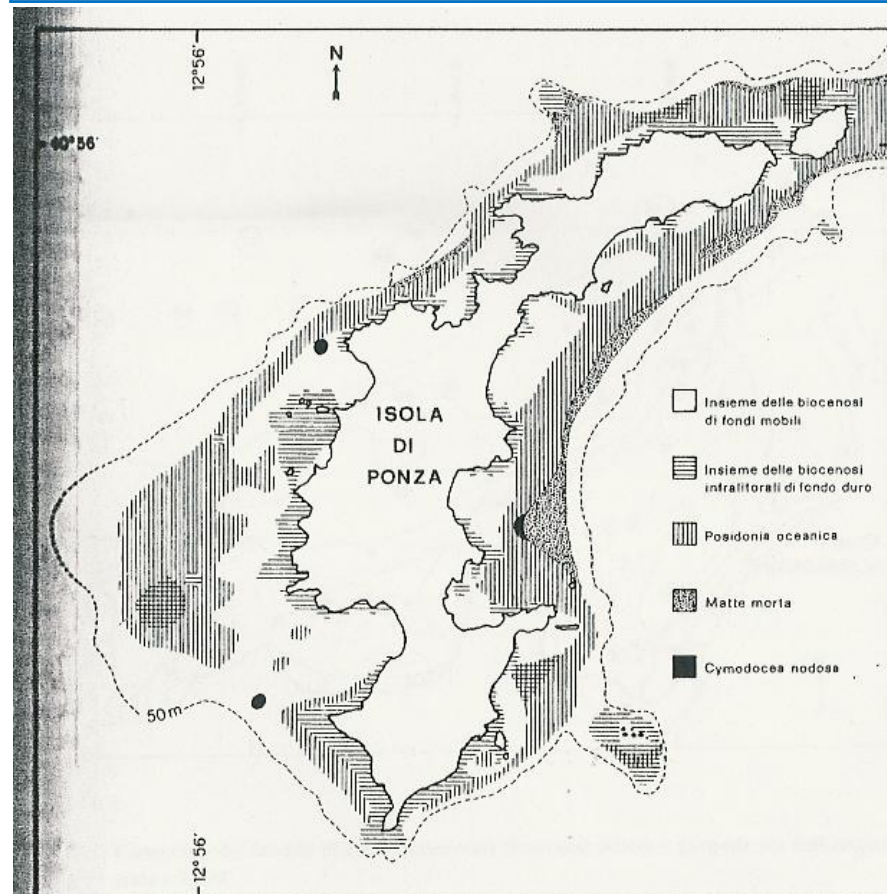 12°56'
N
40°56'
ISOLA
DI
PONZA
Insieme delle biocenosi
di fondi mobili
Insieme delle biocenosi
infralitorali di fondo duro
Posidonia oceanica
Matte morta
Cymodocea nodosa
50 m
12°56'